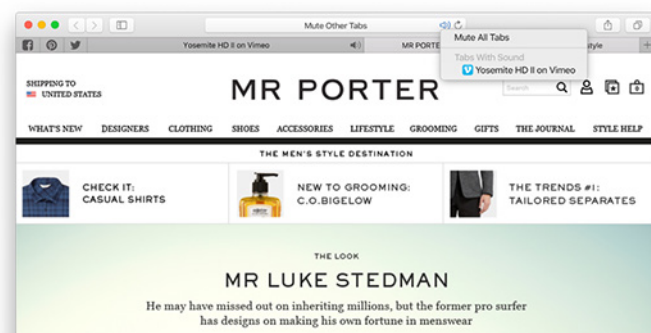 Mute Other Tabs
Mute All Tabs
Tabs With Sound
Yosemite HD II on Vimeo
Yosemite HD II on Vimeo
MR PORTE
tyle
SHIPPING TO
UNITED STATES
MR PORTER
Search
0
WHAT'S NEW DESIGNERS CLOTHING SHOES ACCESSORIES LIFESTYLE GROOMING GIFTS THE JOURNAL STYLE HELP
THE MEN'S STYLE DESTINATION
CHECK IT:
CASUAL SHIRTS
NEW TO GROOMING:
C.O.BIGELOW
THE TRENDS #1:
TAILORED SEPARATES
THE LOOK
MR LUKE STEDMAN
He may have missed out on inheriting millions, but the former pro surfer
has designs on making his own fortune in menswear